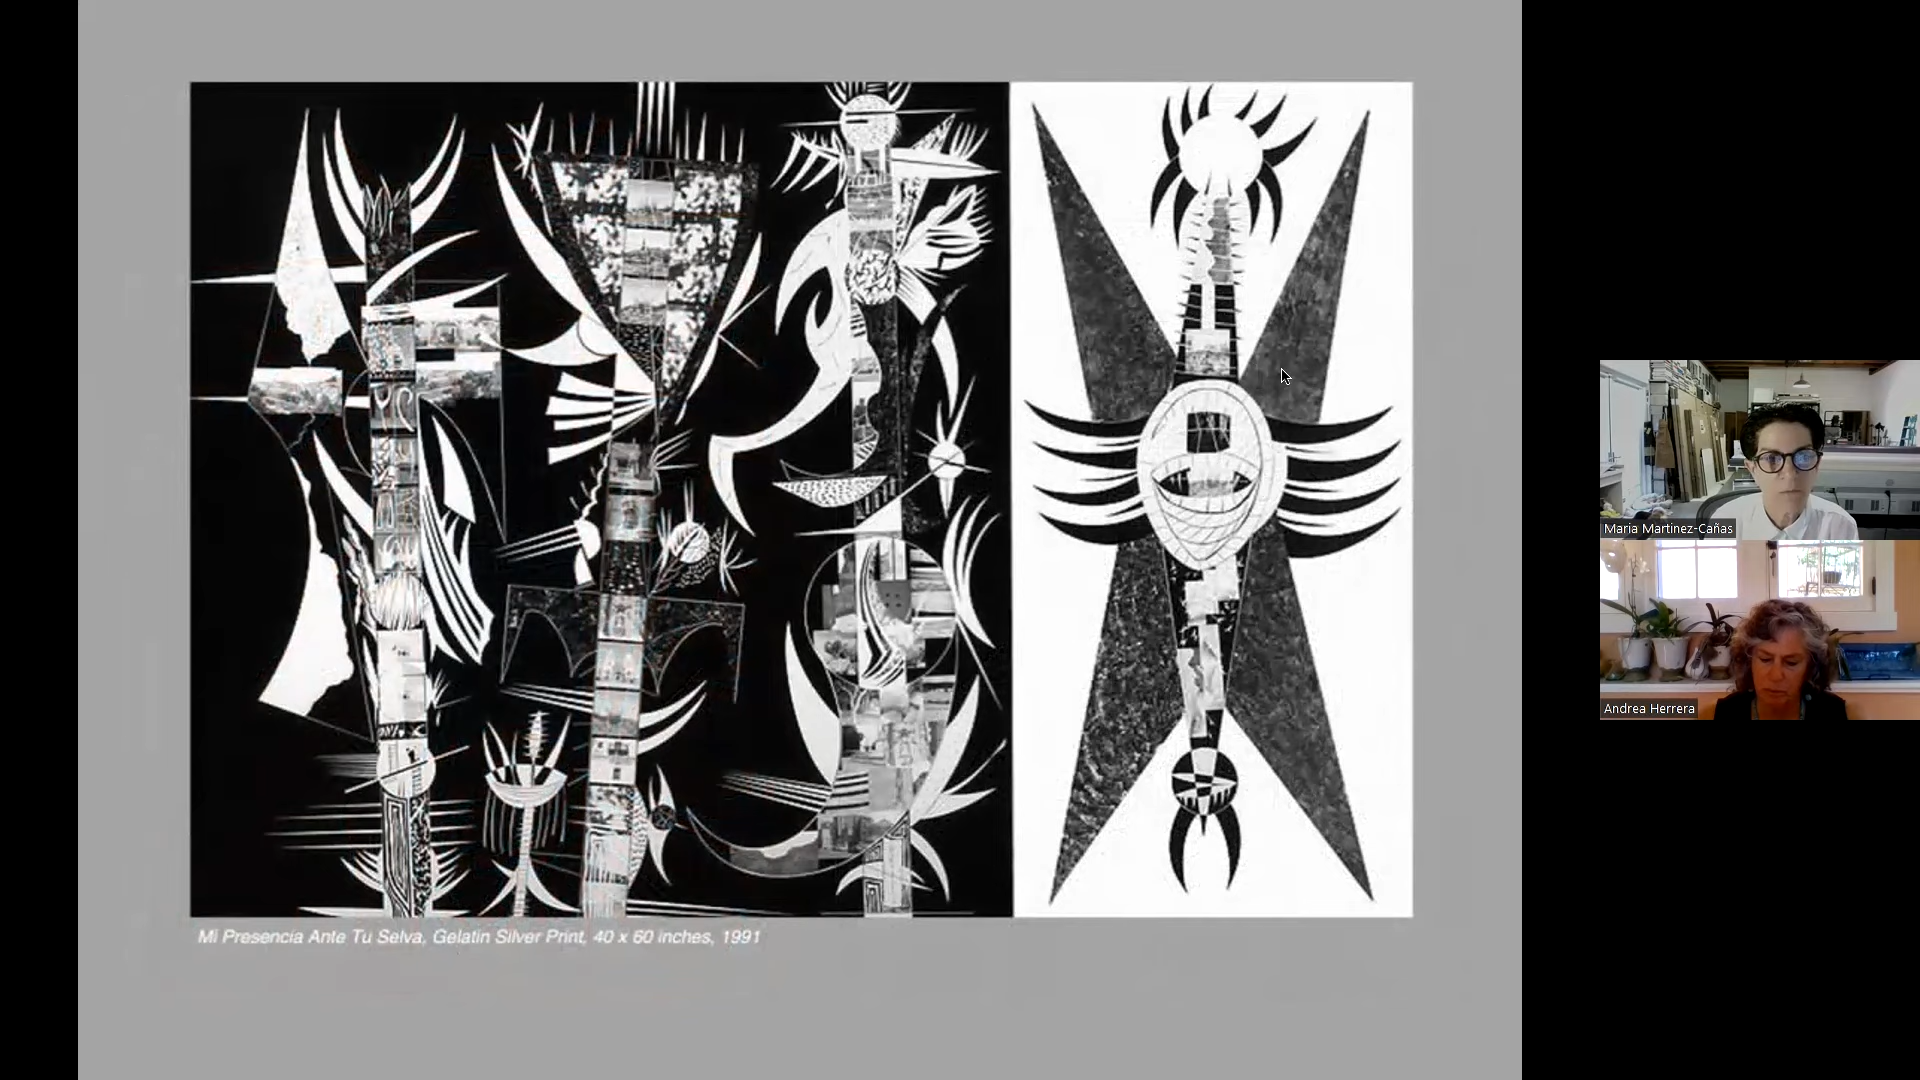 Mi Presencia Ante Tu Selva, Gelatin Silver Print, 40 x 60 inches, 1991
Maria Martinez-Cañas
Andrea Herrera